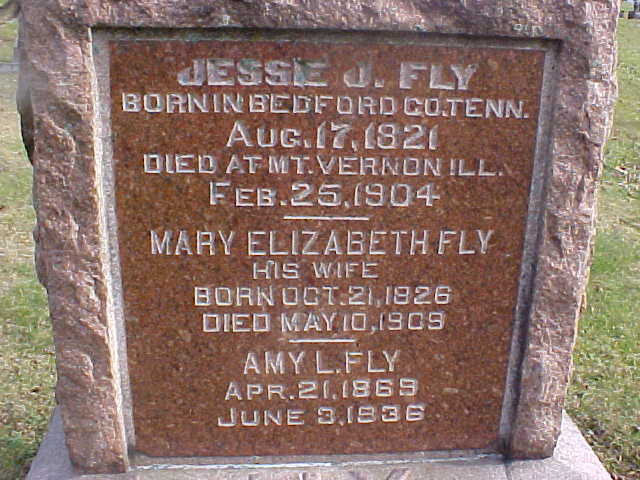 JESSIE J. FLY
BORN IN BEDFORD CO. TENN.
AUG. 17, 1821
DIED AT MT. VERNON ILL.
FEB. 25, 1904
MARY ELIZABETH FLY
HIS WIFE
BORN OCT. 21, 1826
DIED MAY 10, 1909
AMY L. FLY
APR. 21, 1869
JUNE 3, 1936